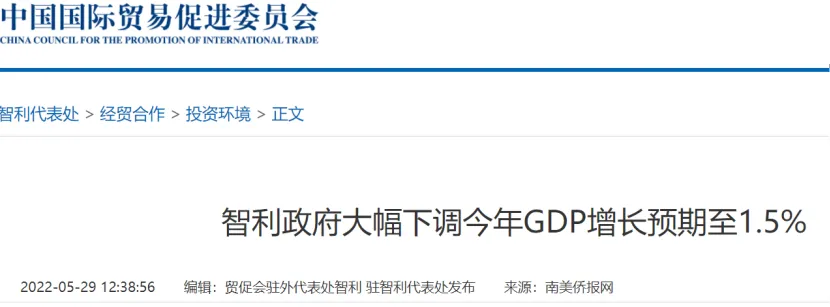 中国国际贸易促进委员会
CHINA COUNCIL FOR THE PROMOTION OF INTERNATIONAL TRADE
智利代表处 > 经贸合作 > 投资环境 > 正文
智利政府大幅下调今年GDP增长预期至1.5%
2022-05-29 12:38:56 编辑：贸促会驻外代表处智利 驻智利代表处发布 来源：南美侨报网